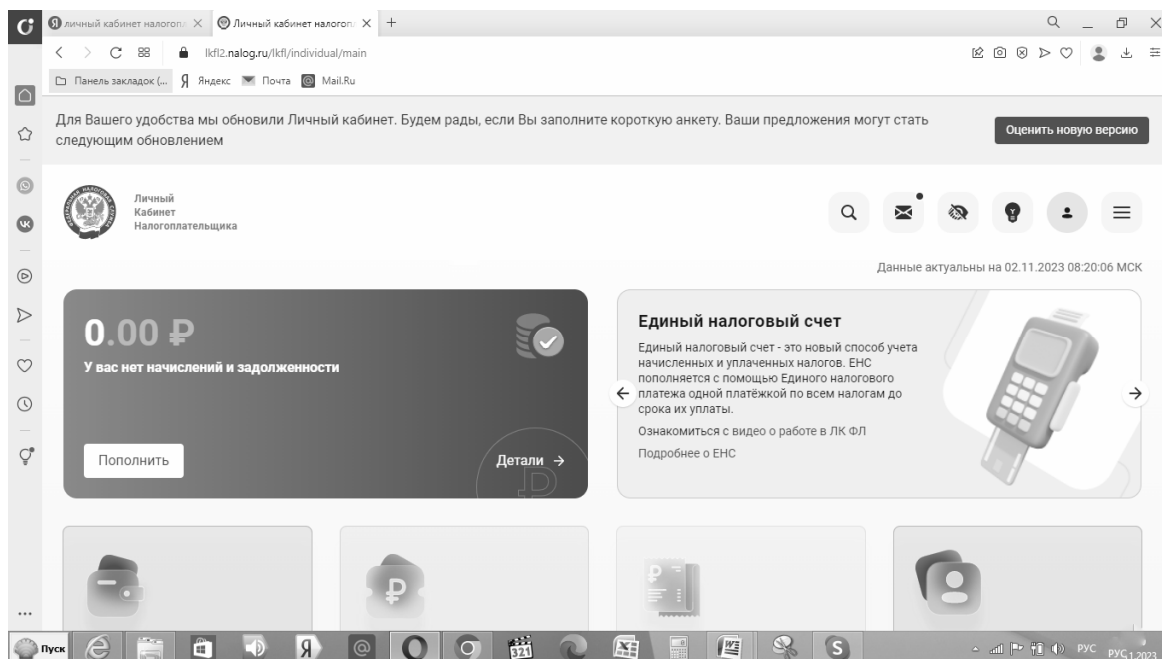 личный кабинет налогопл
Личный кабинет налогопл
lkfl2.nalog.ru/lkfl/individual/main
Панель закладок (...
Яндекс
Почта
Mail.Ru
Для Вашего удобства мы обновили Личный кабинет. Будем рады, если Вы заполните короткую анкету. Ваши предложения могут стать
следующим обновлением
Оценить новую версию
Личный
Кабинет
Налогоплательщика
Данные актуальны на 02.11.2023 08:20:06 МСК
0.00 ₽
У вас нет начислений и задолженности
Пополнить
Детали →
Единый налоговый счет
Единый налоговый счет - это новый способ учета
начисленных и уплаченных налогов. ЕНС
пополняется с помощью Единого налогового
платежа одной платёжкой по всем налогам до
срока их уплаты.
Ознакомиться с видео о работе в ЛК ФЛ
Подробнее о ЕНС
Пуск
321
РУС
РУС